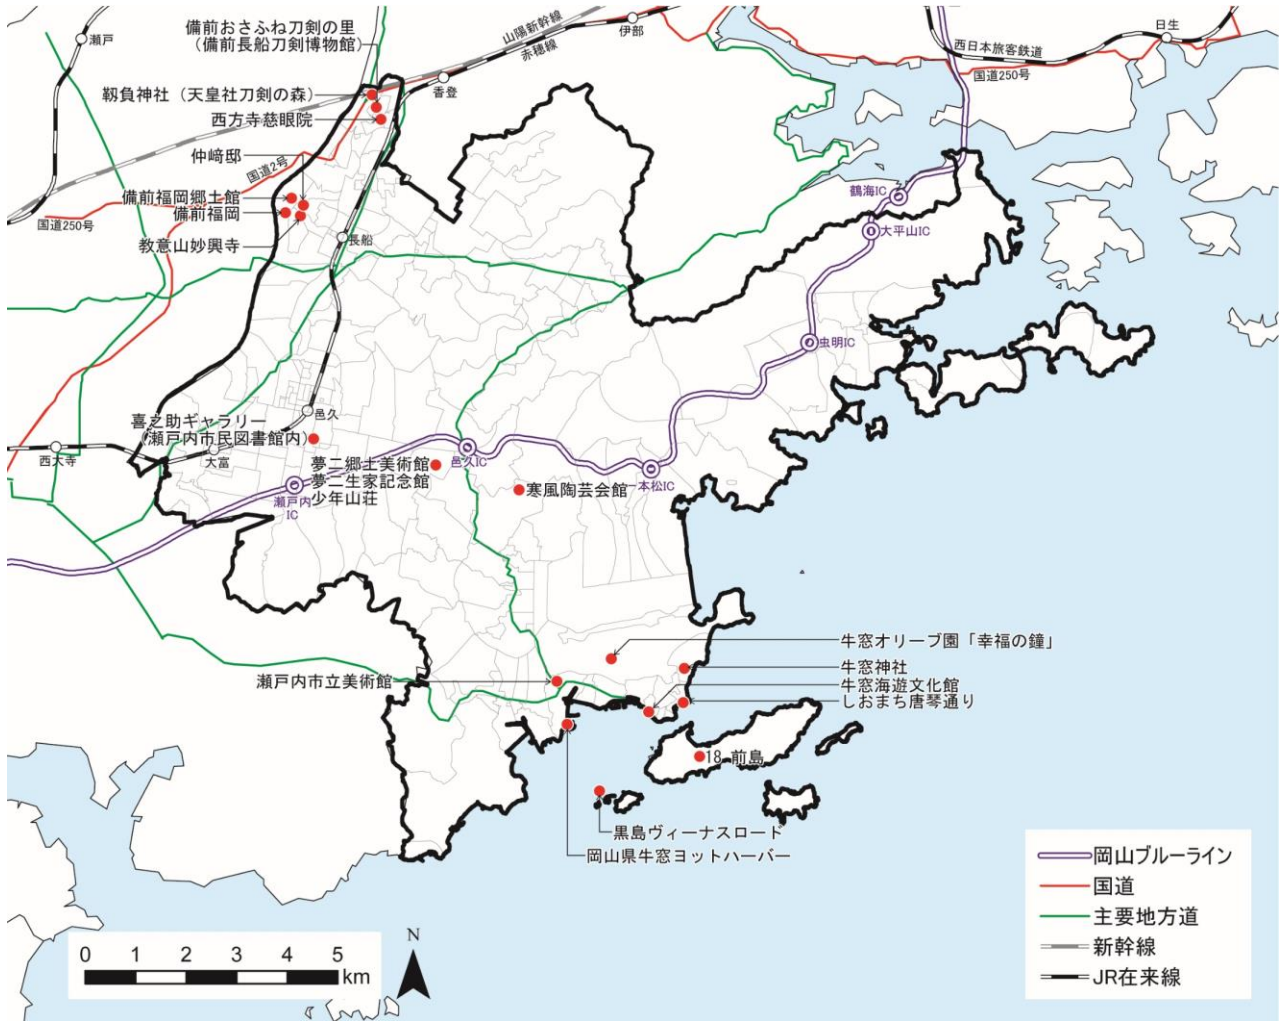 備前おさふね刀剣の里
（備前長船刀剣博物館）
靱負神社（天皇社刀剣の森）
西方寺慈眼院
仲﨑邸
備前福岡郷土館
備前福岡
教意山妙興寺
瀬戸
山陽新幹線
赤穂線
伊部
香登
西日本旅客鉄道
日生
国道250号
国道2号
国道250号
長船
鶴海IC
大平山IC
虫明IC
喜之助ギャラリー
（瀬戸内市民図書館内）
邑久
西大寺
大富
瀬戸内
IC
夢二郷土美術館
夢二生家記念館
少年山荘
邑久IC
本松IC
寒風陶芸会館
牛窓オリーブ園「幸福の鐘」
牛窓神社
牛窓海遊文化館
しおまち唐琴通り
瀬戸内市立美術館
18 前島
黒島ヴィーナスロード
岡山県牛窓ヨットハーバー
岡山ブルーライン
国道
主要地方道
新幹線
JR在来線
0 1 2 3 4 5
km
N